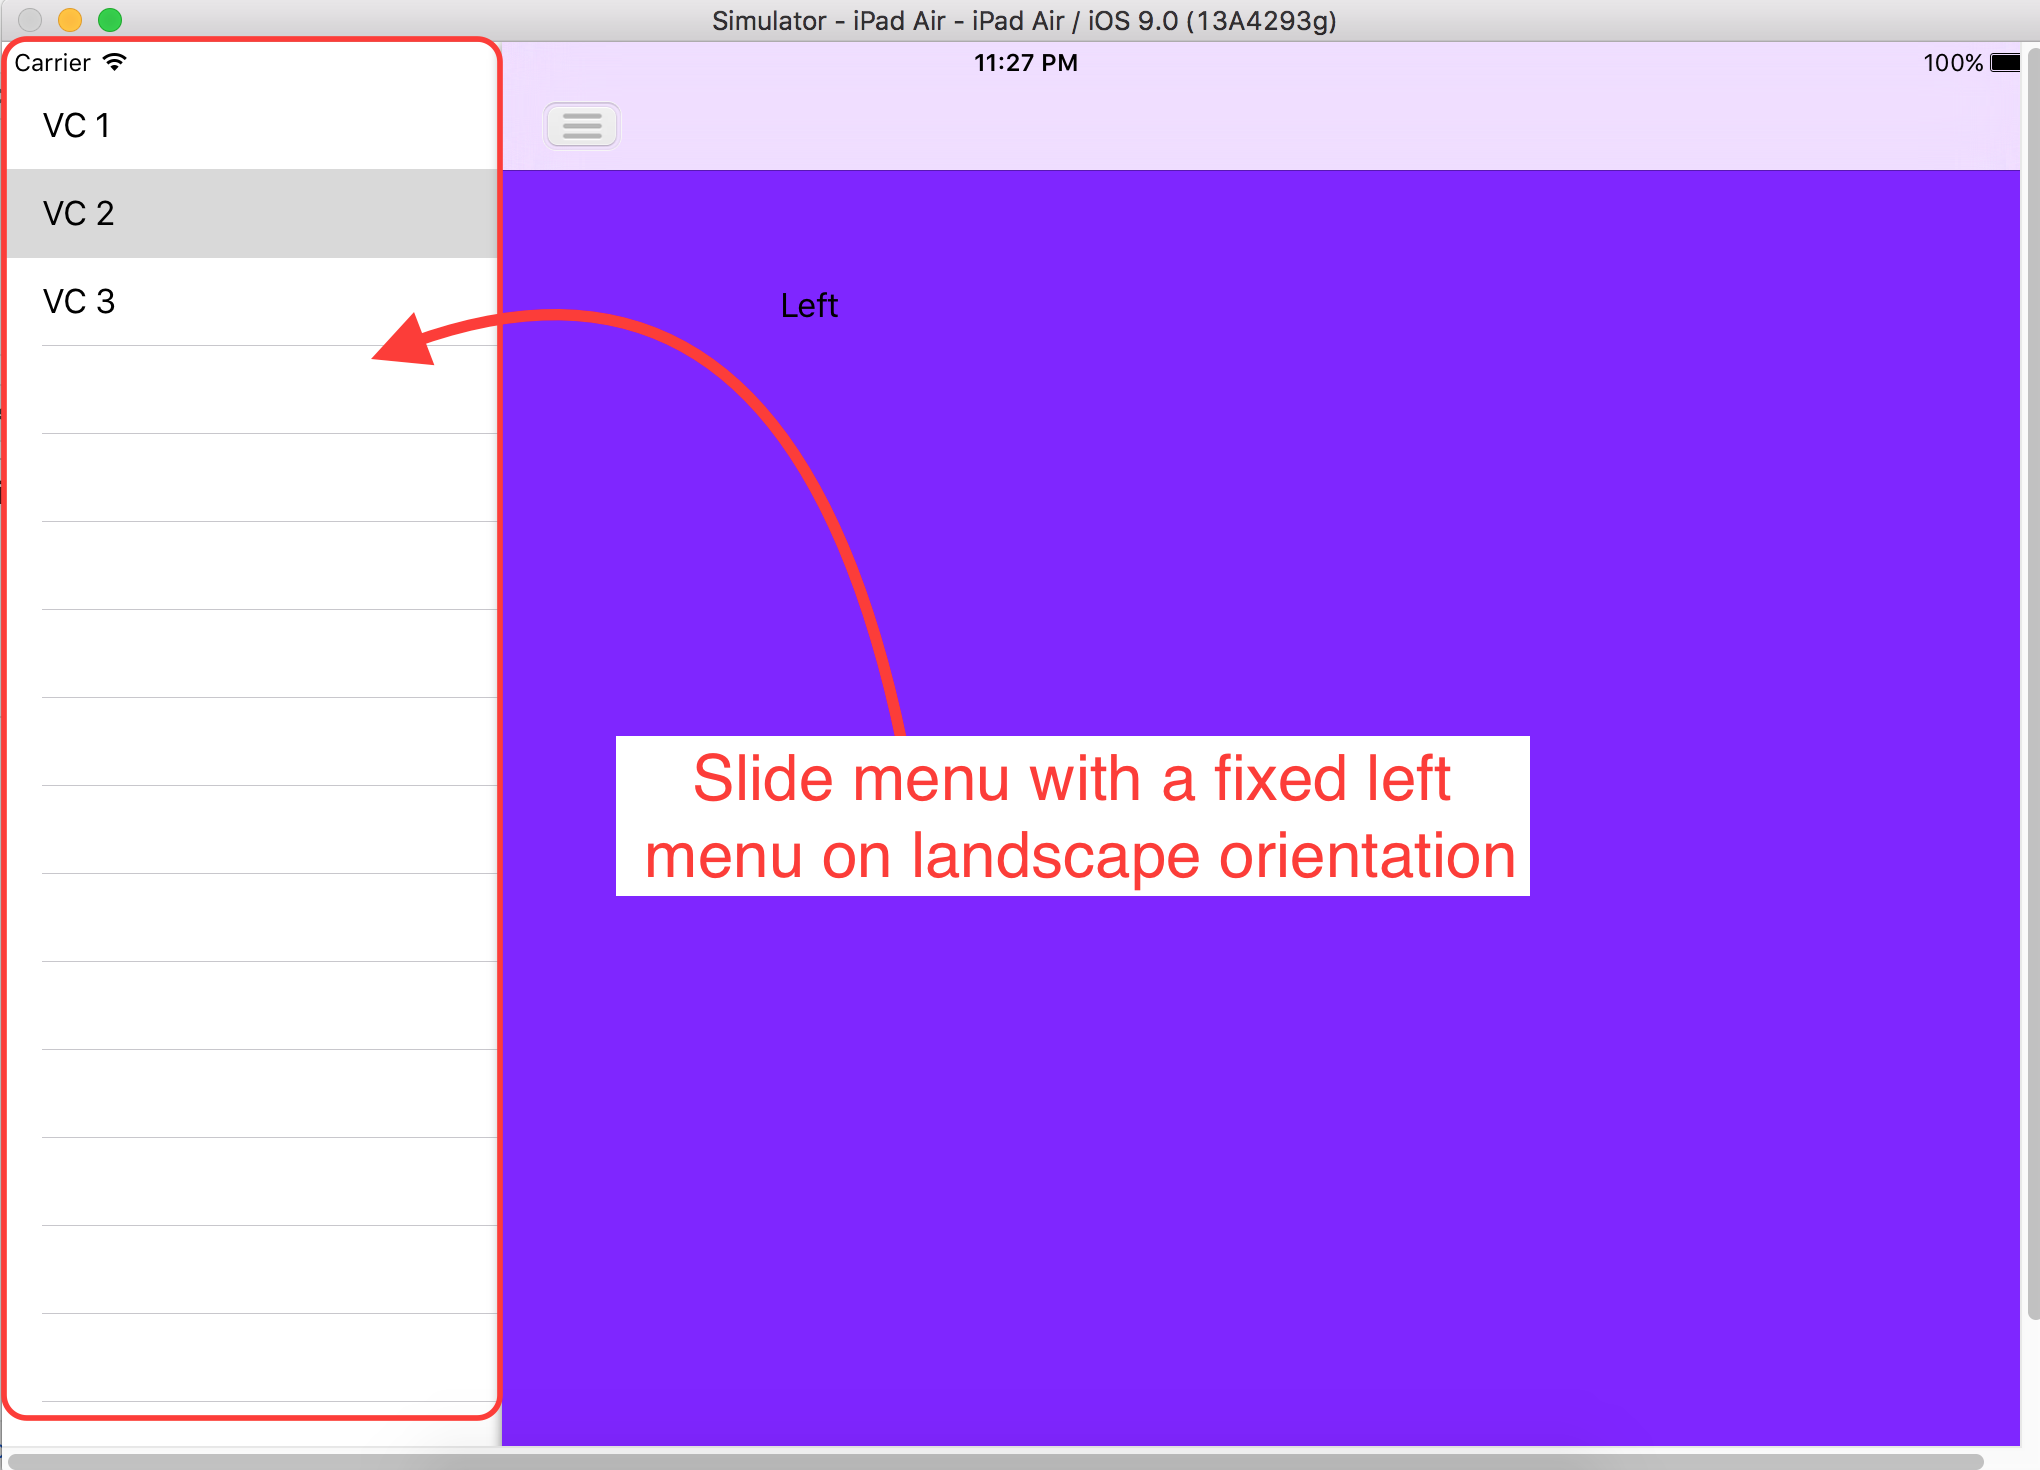 Simulator - iPad Air - iPad Air / iOS 9.0 (13A4293g)
Carrier 11:27 PM 100%
VC 1
VC 2
VC 3
Left
Slide menu with a fixed left
menu on landscape orientation